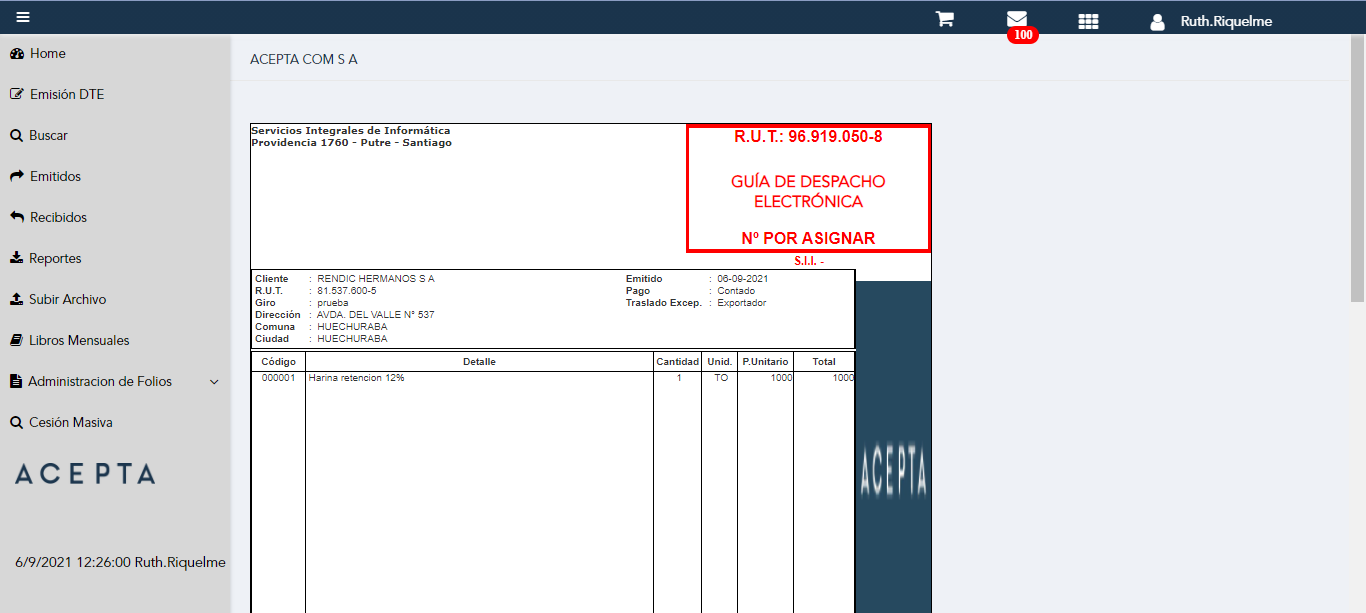 Ruth.Riquelme
100
Home
Emisión DTE
Buscar
Emitidos
Recibidos
Reportes
Subir Archivo
Libros Mensuales
Administracion de Folios
Cesión Masiva
ACEPTA
6/9/2021 12:26:00 Ruth.Riquelme
ACEPTA COM S A
Servicios Integrales de Informática
Providencia 1760 - Putre - Santiago
R.U.T.: 96.919.050-8
GUÍA DE DESPACHO
ELECTRÓNICA
Nº POR ASIGNAR
S.I.I. -
Cliente : RENDIC HERMANOS S A Emitido : 06-09-2021
R.U.T. : 81.537.600-5 Pago : Contado
Giro : prueba Traslado Excep. : Exportador
Dirección : AVDA. DEL VALLE N° 537
Comuna : HUECHURABA
Ciudad : HUECHURABA
Código Detalle Cantidad Unid. P.Unitario Total
000001 Harina retencion 12% 1 TO 1000 1000
ACEPTA